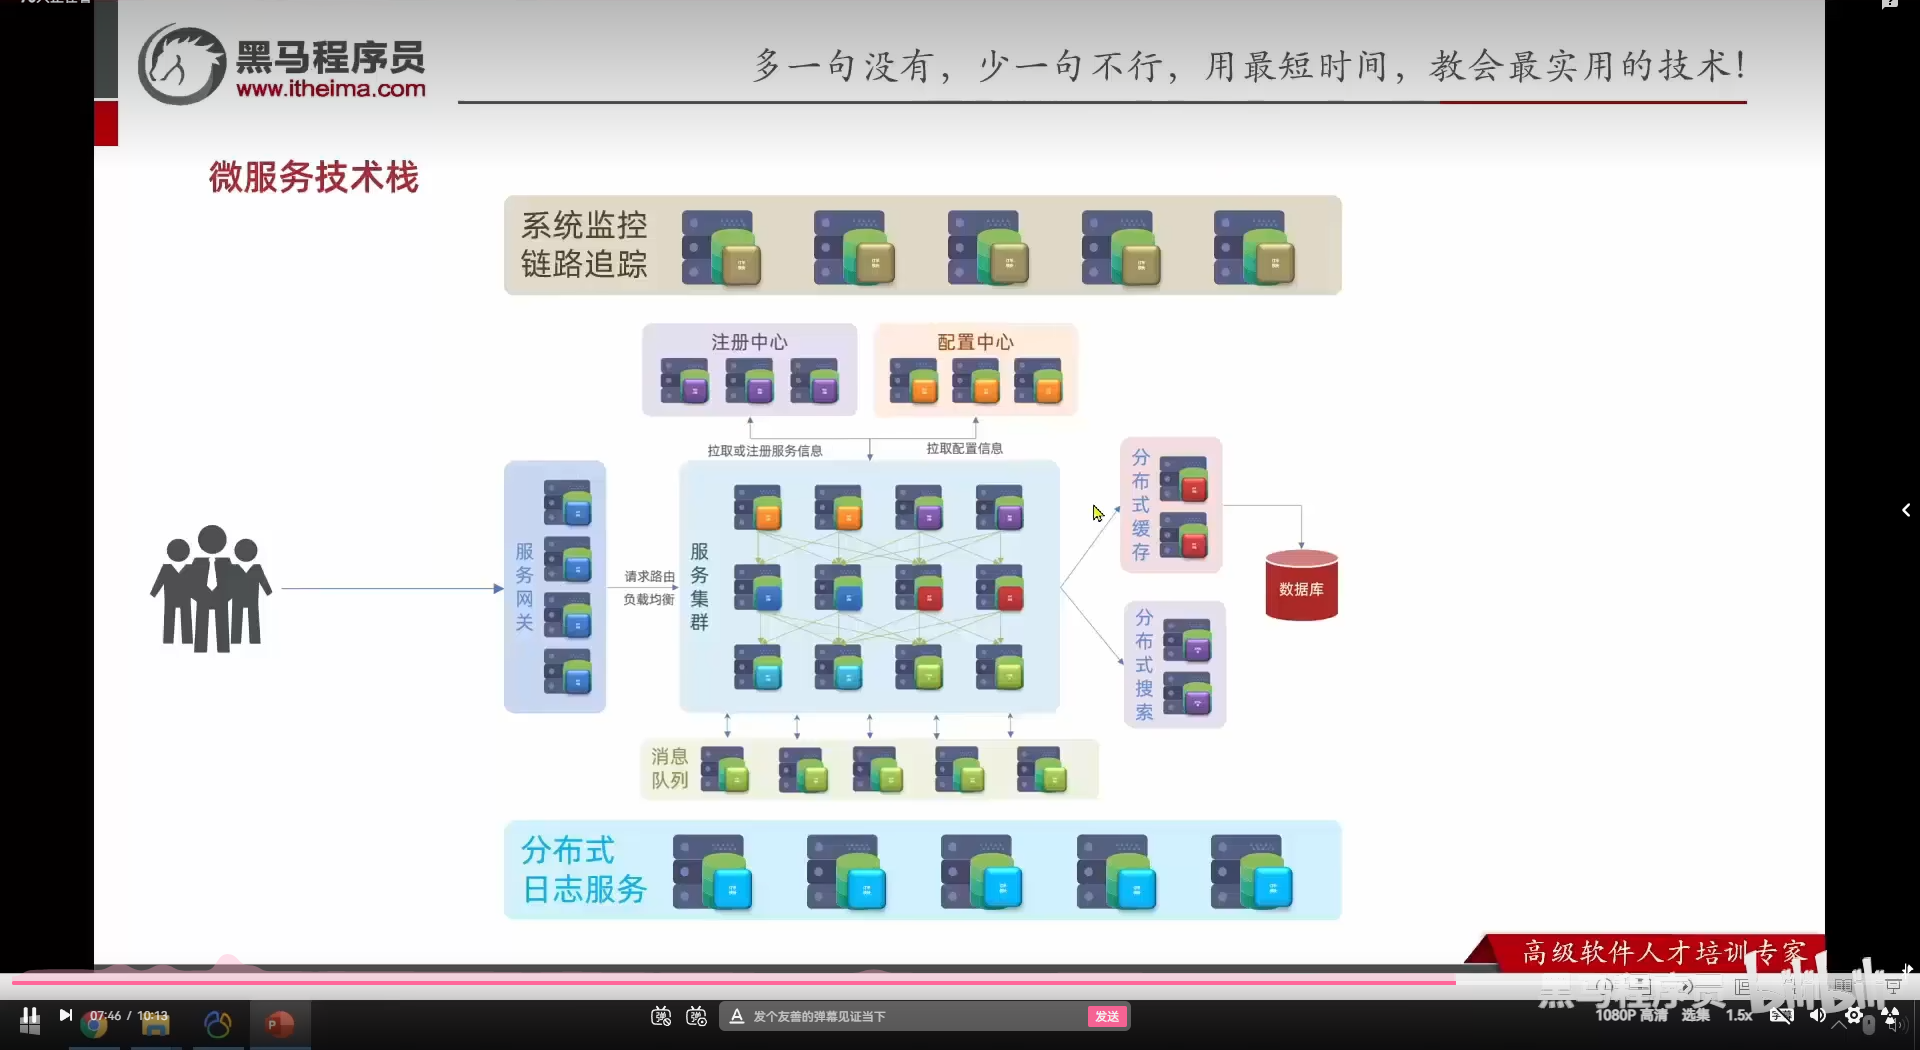 黑马程序员
www.itheima.com
多一句没有，少一句不行，用最短时间，教会最实用的技术！
微服务技术栈
系统监控
链路追踪
注册中心
配置中心
拉取或注册服务信息
拉取配置信息
服务网关
请求路由
负载均衡
服务集群
分布式缓存
数据库
分布式搜索
消息
队列
分布式
日志服务
高级软件人才培训专家
黑马程序员
bilibili
07:46 / 10:13
发个友善的弹幕见证当下
发送
1080P 高清
选集
1.5x